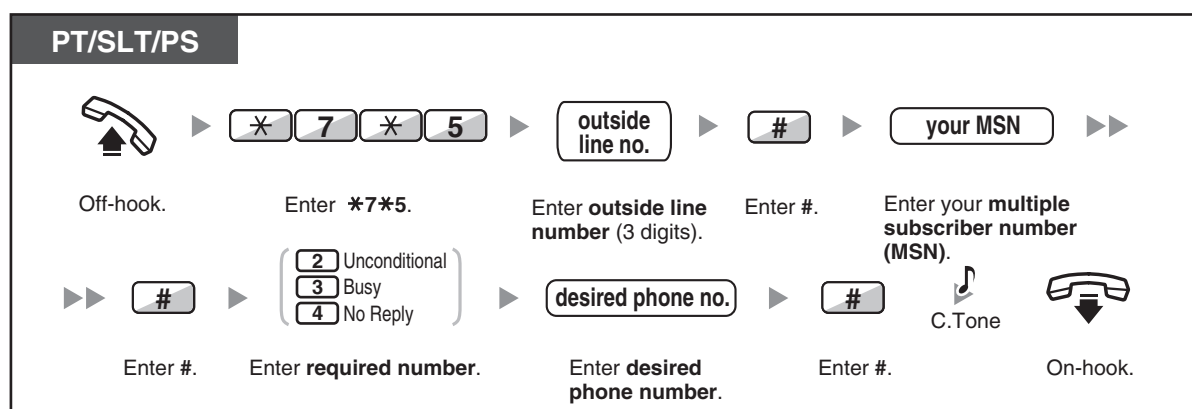 PT/SLT/PS
✳ 7 ✳ 5
outside
line no.
#
your MSN
Off-hook.
Enter ✳7✳5.
Enter outside line
number (3 digits).
Enter #.
Enter your multiple
subscriber number
(MSN).
#
2 Unconditional
3 Busy
4 No Reply
desired phone no.
#
C.Tone
Enter #.
Enter required number.
Enter desired
phone number.
Enter #.
On-hook.